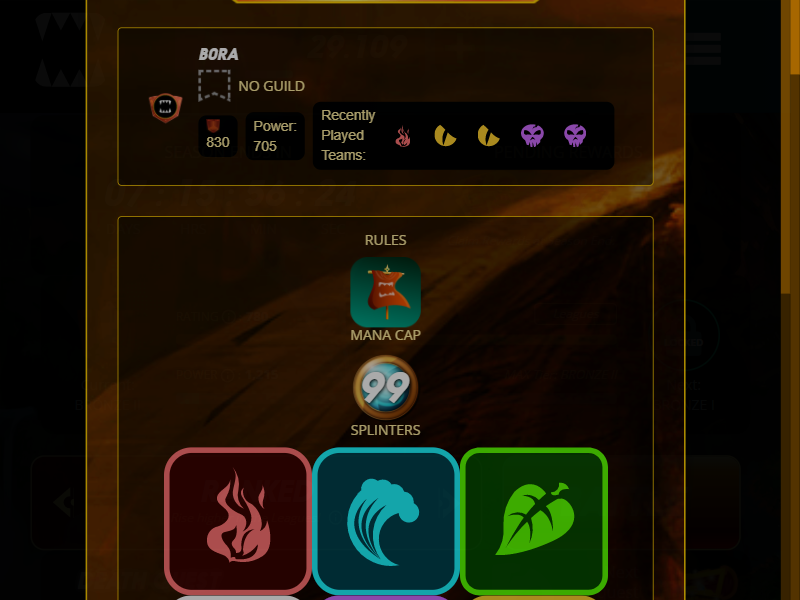 BORA
NO GUILD
830
Power:
705
Recently
Played
Teams:
RULES
MANA CAP
99
SPLINTERS